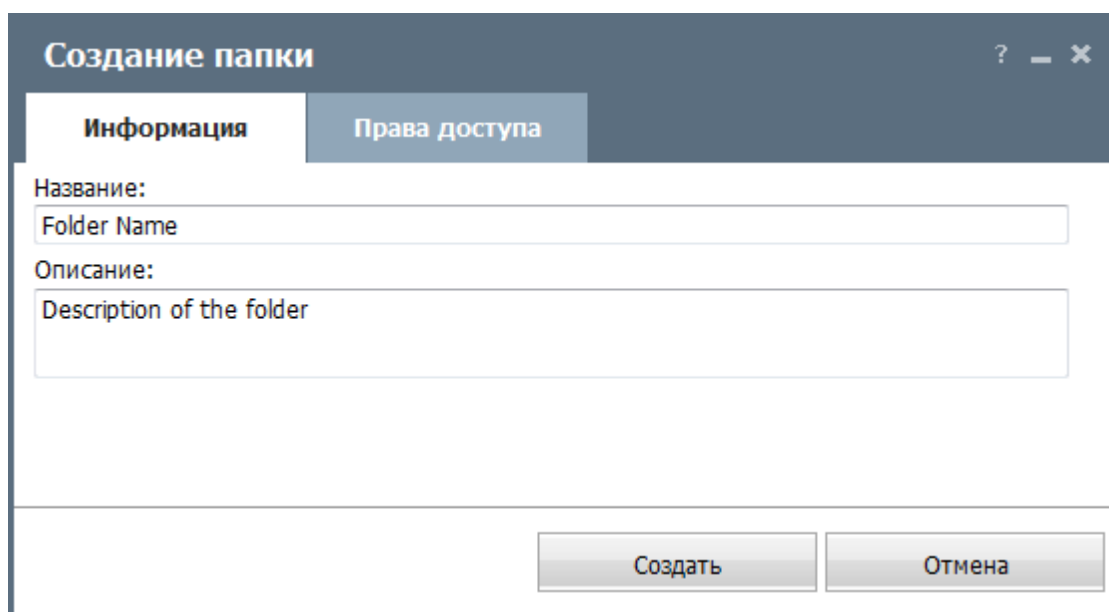 Создание папки ?
Информация Права доступа
Название:
Folder Name
Описание:
Description of the folder
Создать Отмена